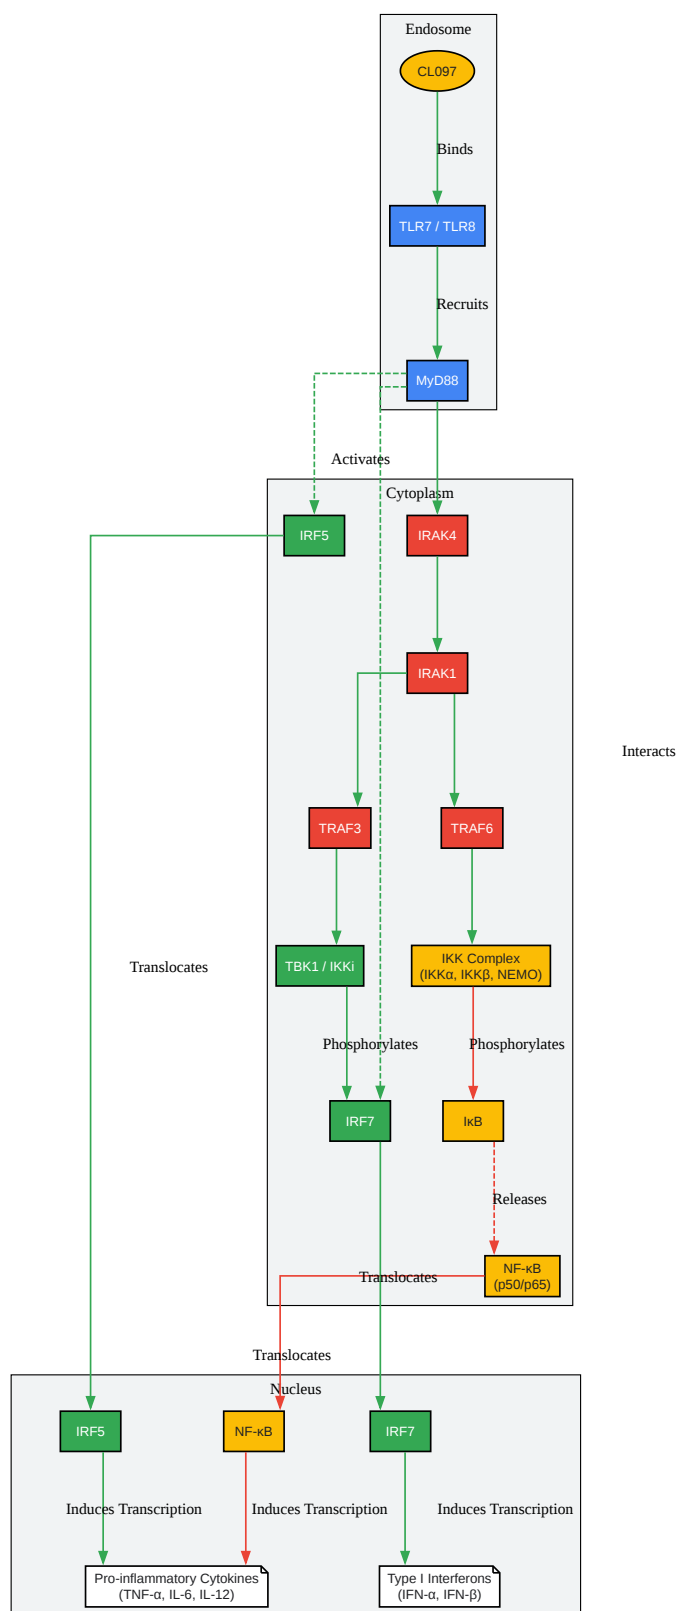 Endosome
CL097
Binds
TLR7 / TLR8
Recruits
MyD88
Activates
Cytoplasm
IRF5
IRAK4
IRAK1
Interacts
TRAF3
TRAF6
TBK1 / IKKi
IKK Complex
(IKKα, IKKβ, NEMO)
Translocates
Phosphorylates
Phosphorylates
IRF7
IκB
Releases
NF-κB
(p50/p65)
Translocates
Translocates
Nucleus
IRF5
NF-κB
IRF7
Induces Transcription
Induces Transcription
Induces Transcription
Pro-inflammatory Cytokines
(TNF-α, IL-6, IL-12)
Type I Interferons
(IFN-α, IFN-β)